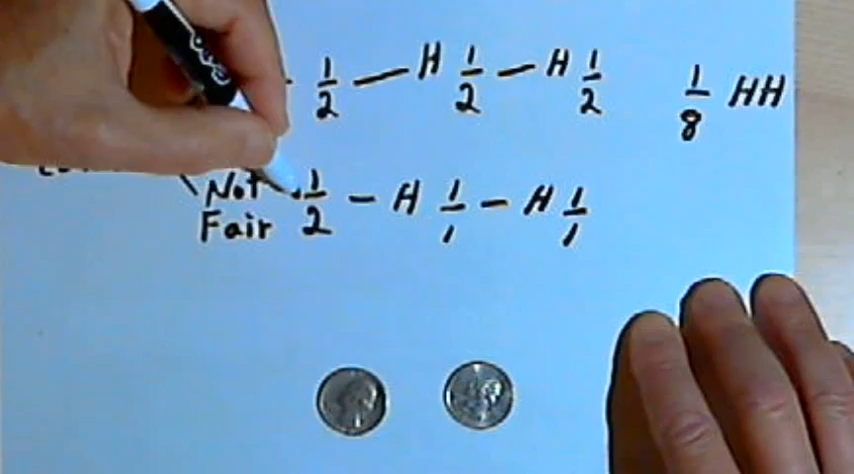 1/2 — H 1/2 — H 1/2 1/8 HH
Not Fair 1/2 — H 1/1 — H 1/1